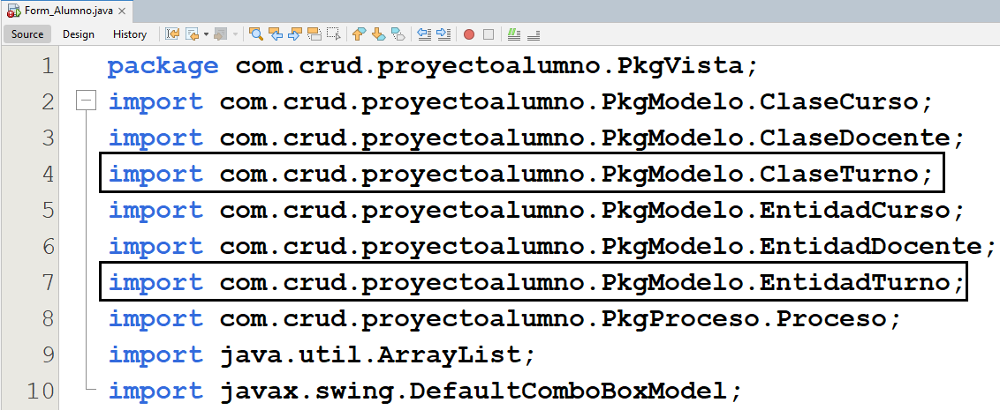 Form_Alumno.java
Source Design History
1 package com.crud.proyectoalumno.PkgVista;
2 import com.crud.proyectoalumno.PkgModelo.ClaseCurso;
3 import com.crud.proyectoalumno.PkgModelo.ClaseDocente;
4 import com.crud.proyectoalumno.PkgModelo.ClaseTurno;
5 import com.crud.proyectoalumno.PkgModelo.EntidadCurso;
6 import com.crud.proyectoalumno.PkgModelo.EntidadDocente;
7 import com.crud.proyectoalumno.PkgModelo.EntidadTurno;
8 import com.crud.proyectoalumno.PkgProceso.Proceso;
9 import java.util.ArrayList;
10 import javax.swing.DefaultComboBoxModel;